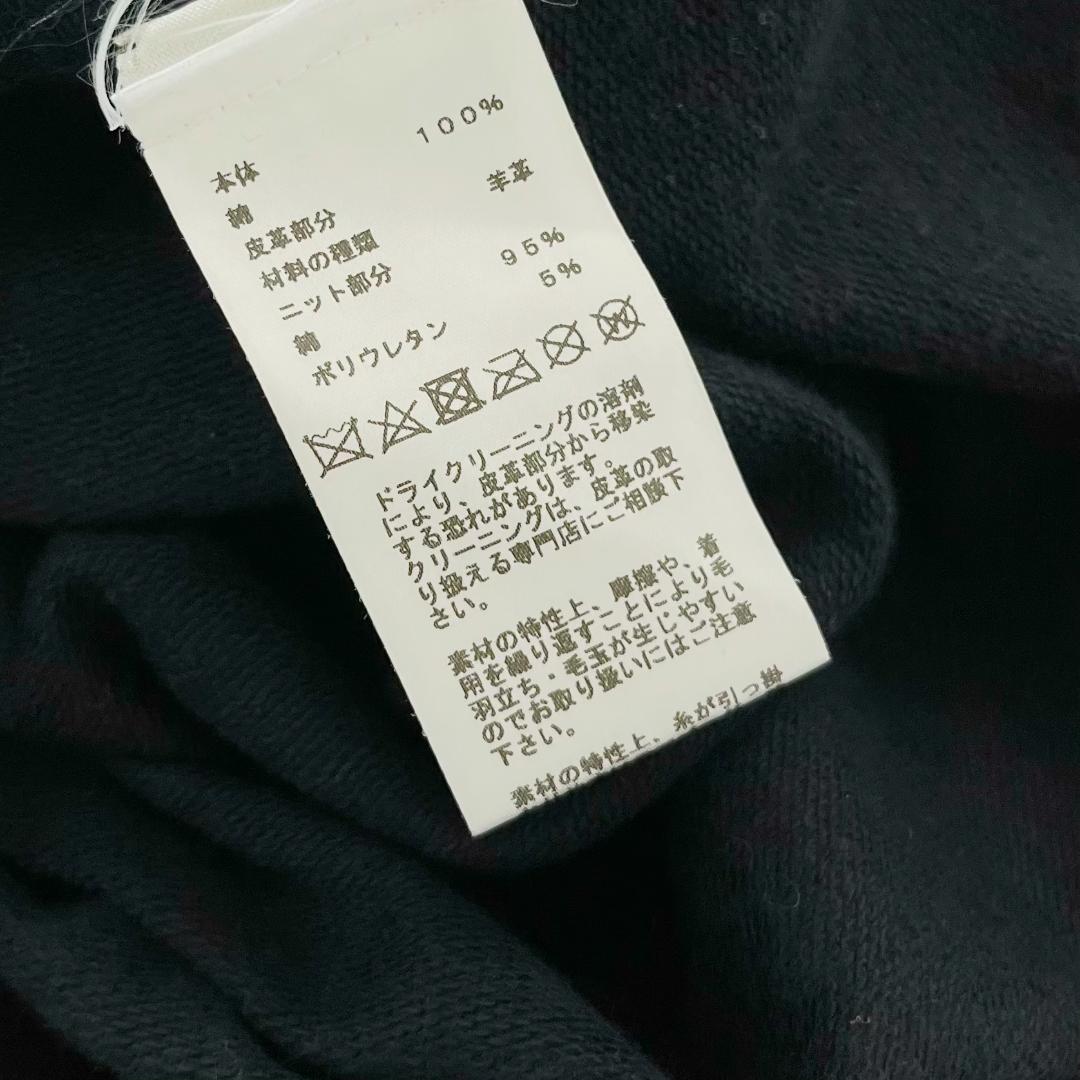 本体
綿 100%
皮革部分
材料の種類 羊革
ニット部分
綿 95%
ポリウレタン 5%
ドライクリーニングの溶剤
により、皮革部分から移染
する恐れがあります。
クリーニングは、皮革の取
り扱える専門店にご相談下
さい。
素材の特性上、摩擦や、着
用を繰り返すことにより毛
羽立ち・毛玉が生じやすい
のでお取り扱いにはご注意
下さい。
素材の特性上、糸が引っ掛